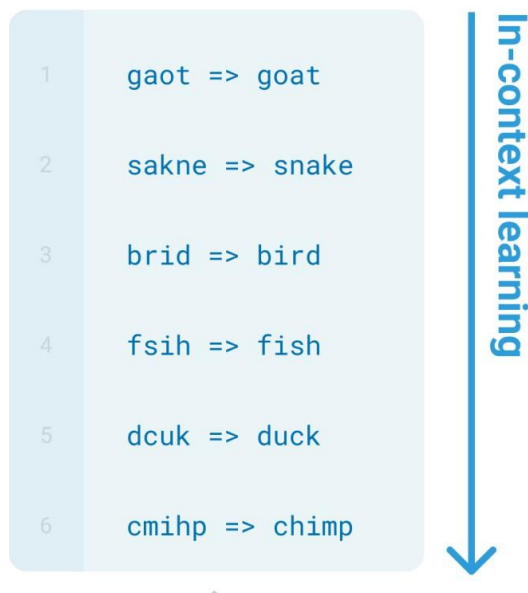 1 gaot => goat
2 sakne => snake
3 brid => bird
4 fsih => fish
5 dcuk => duck
6 cmihp => chimp
In-context learning